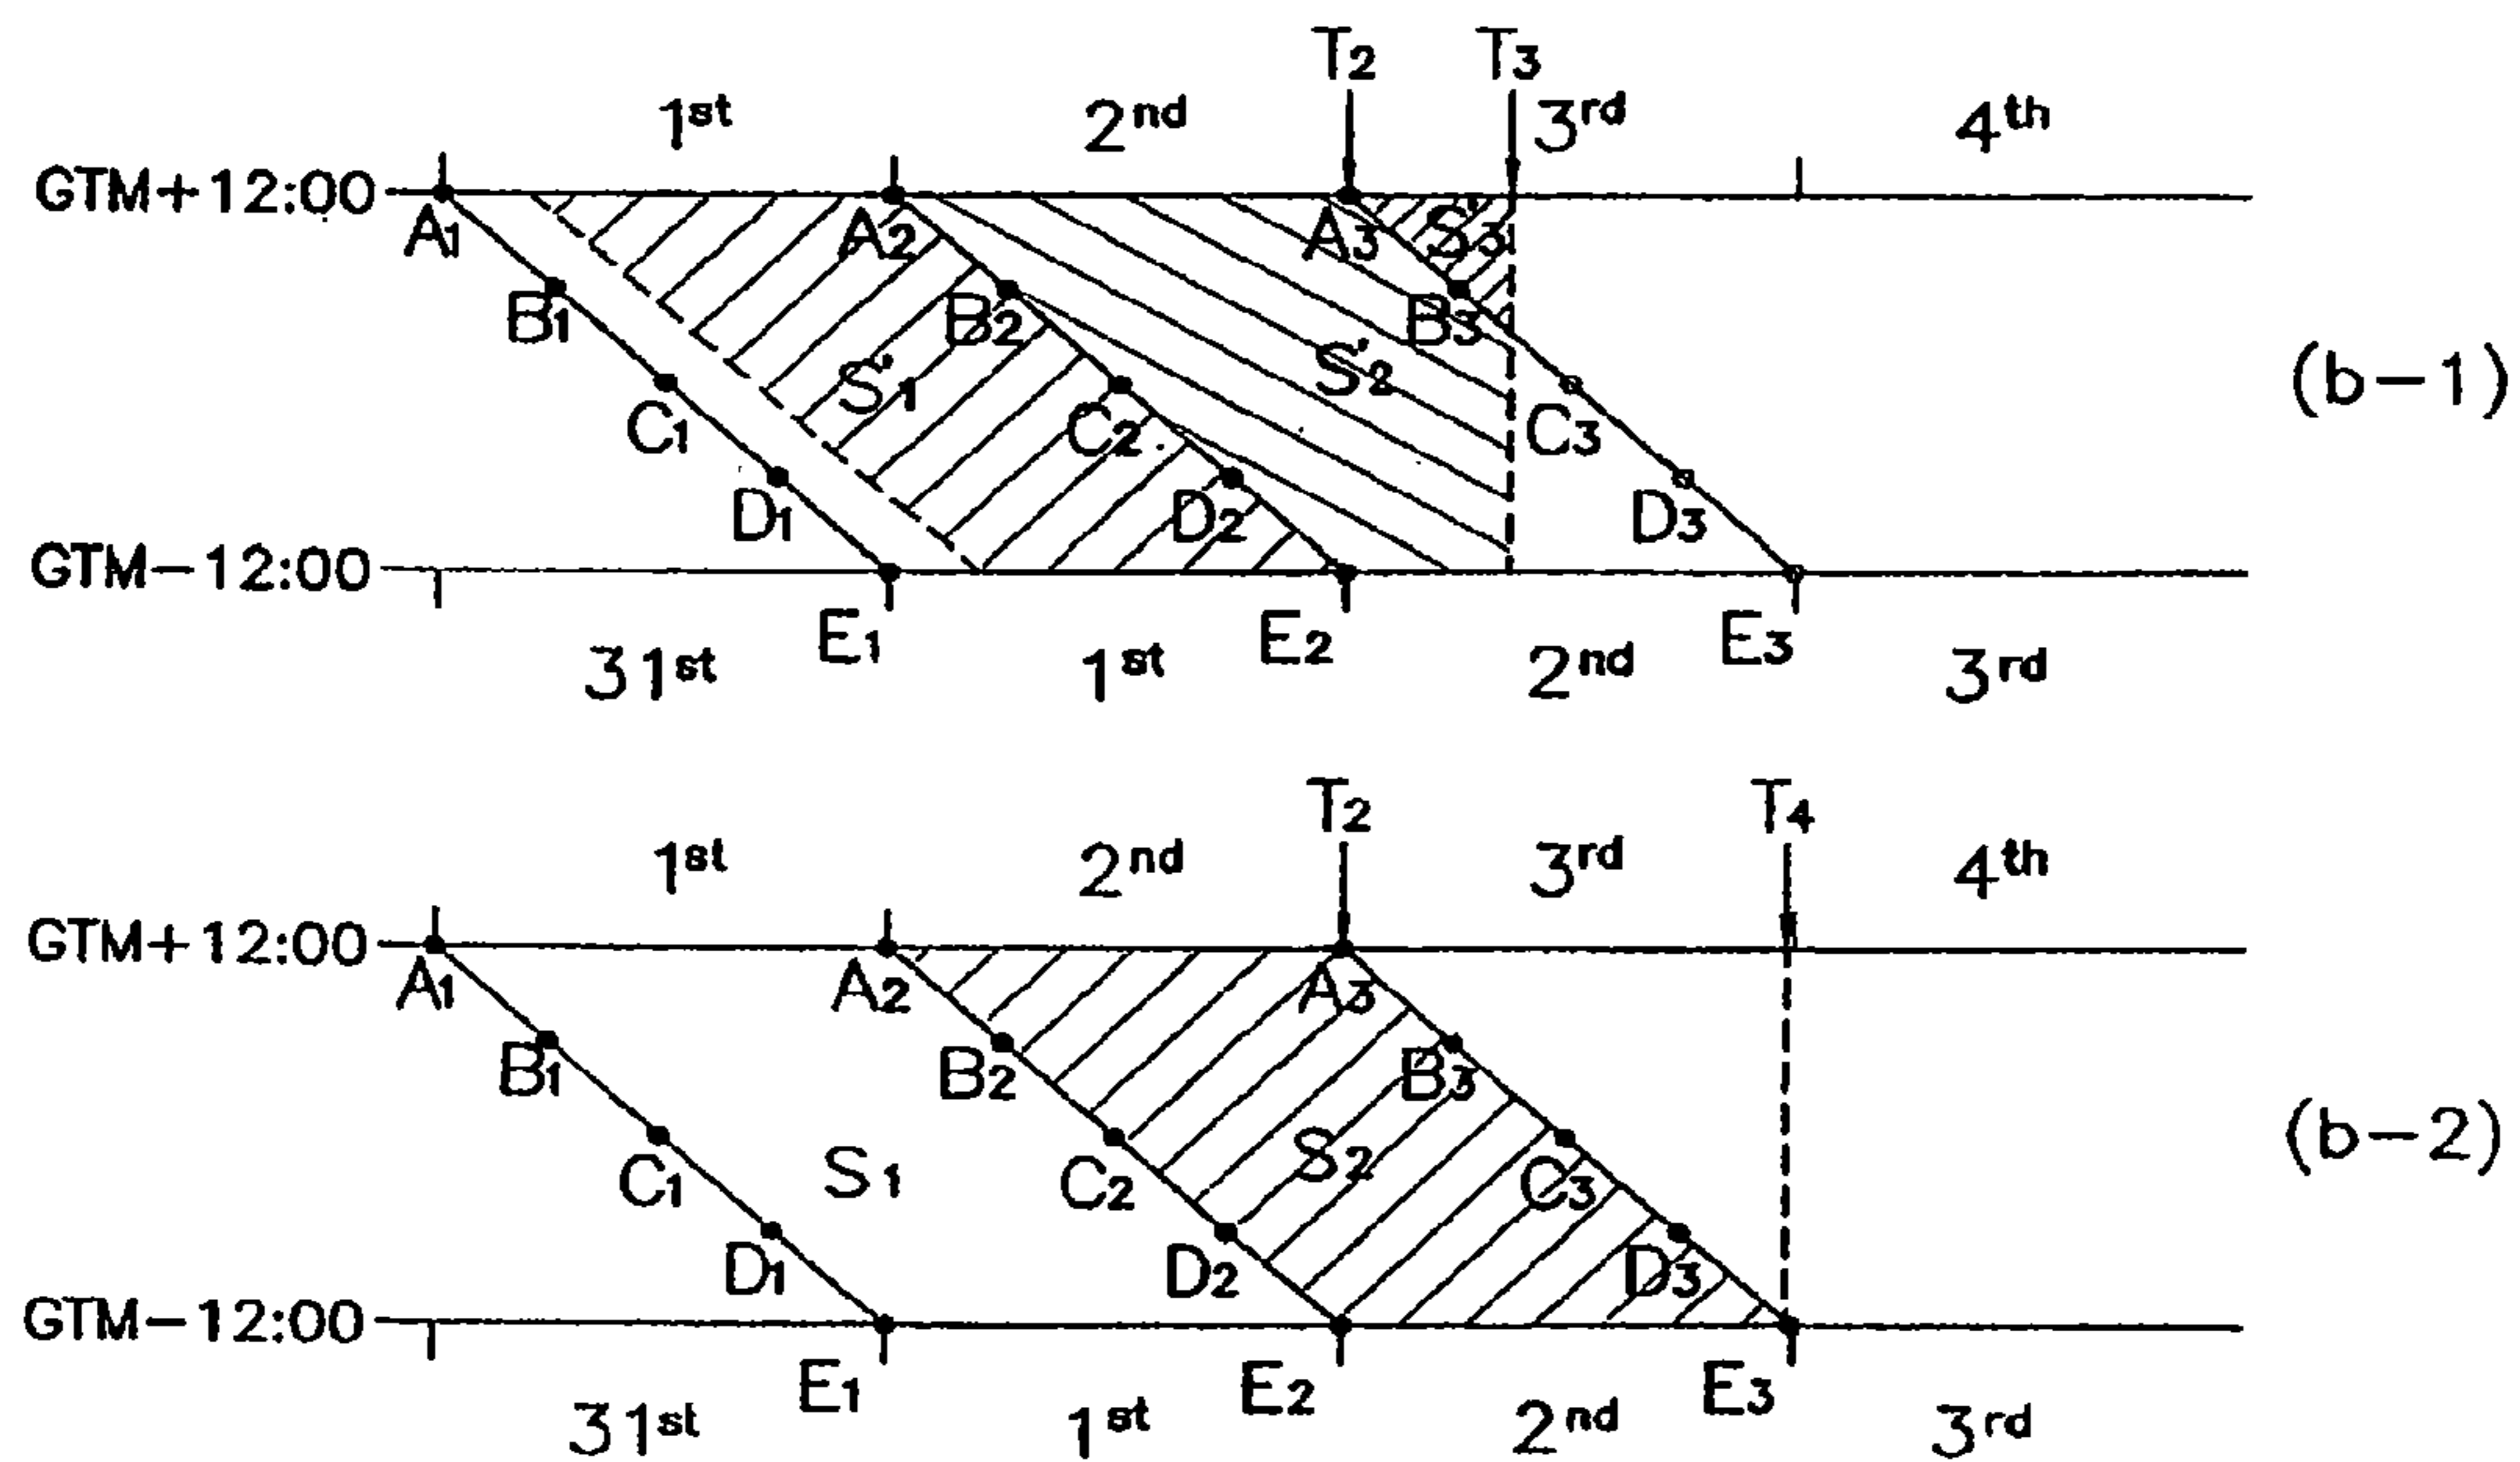 T2 T3
1st 2nd 3rd 4th
GTM+12:00
A1 A2 A3 S'3
B1 B2 B3
S'1 S'2 (b-1)
C1 C2 C3
D1 D2 D3
GTM-12:00
E1 E2 E3
31st 1st 2nd 3rd
T2 T4
1st 2nd 3rd 4th
GTM+12:00
A1 A2 A3
B1 B2 B3
S1 S2 (b-2)
C1 C2 C3
D1 D2 D3
GTM-12:00
E1 E2 E3
31st 1st 2nd 3rd